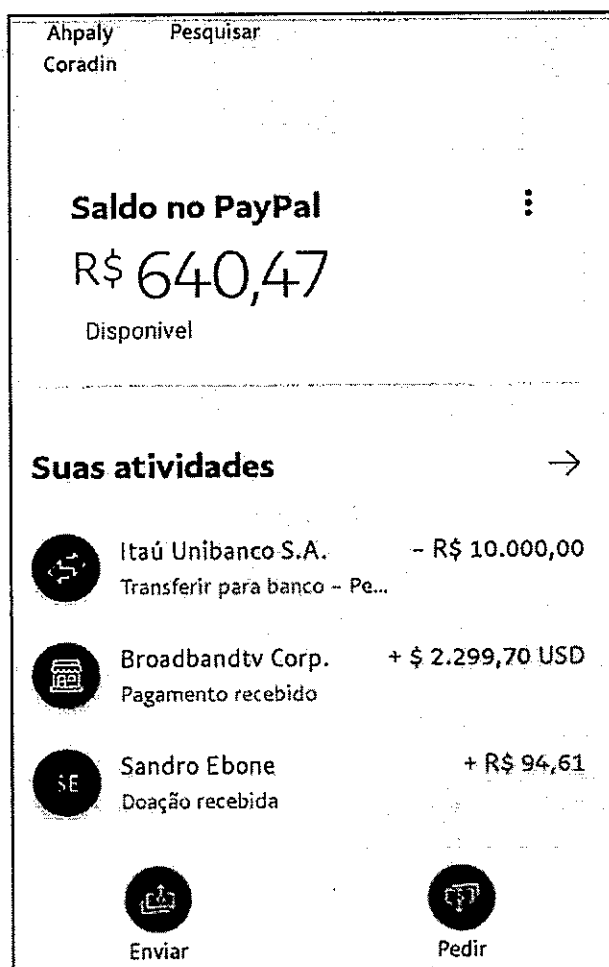 Ahpaly Pesquisar
Coradin
Saldo no PayPal
R$ 640,47
Disponivel
Suas atividades
Itaú Unibanco S.A. – R$ 10.000,00
Transferir para banco – Pe...
Broadbandtv Corp. + $ 2.299,70 USD
Pagamento recebido
SE
Sandro Ebone + R$ 94,61
Doação recebida
Enviar Pedir